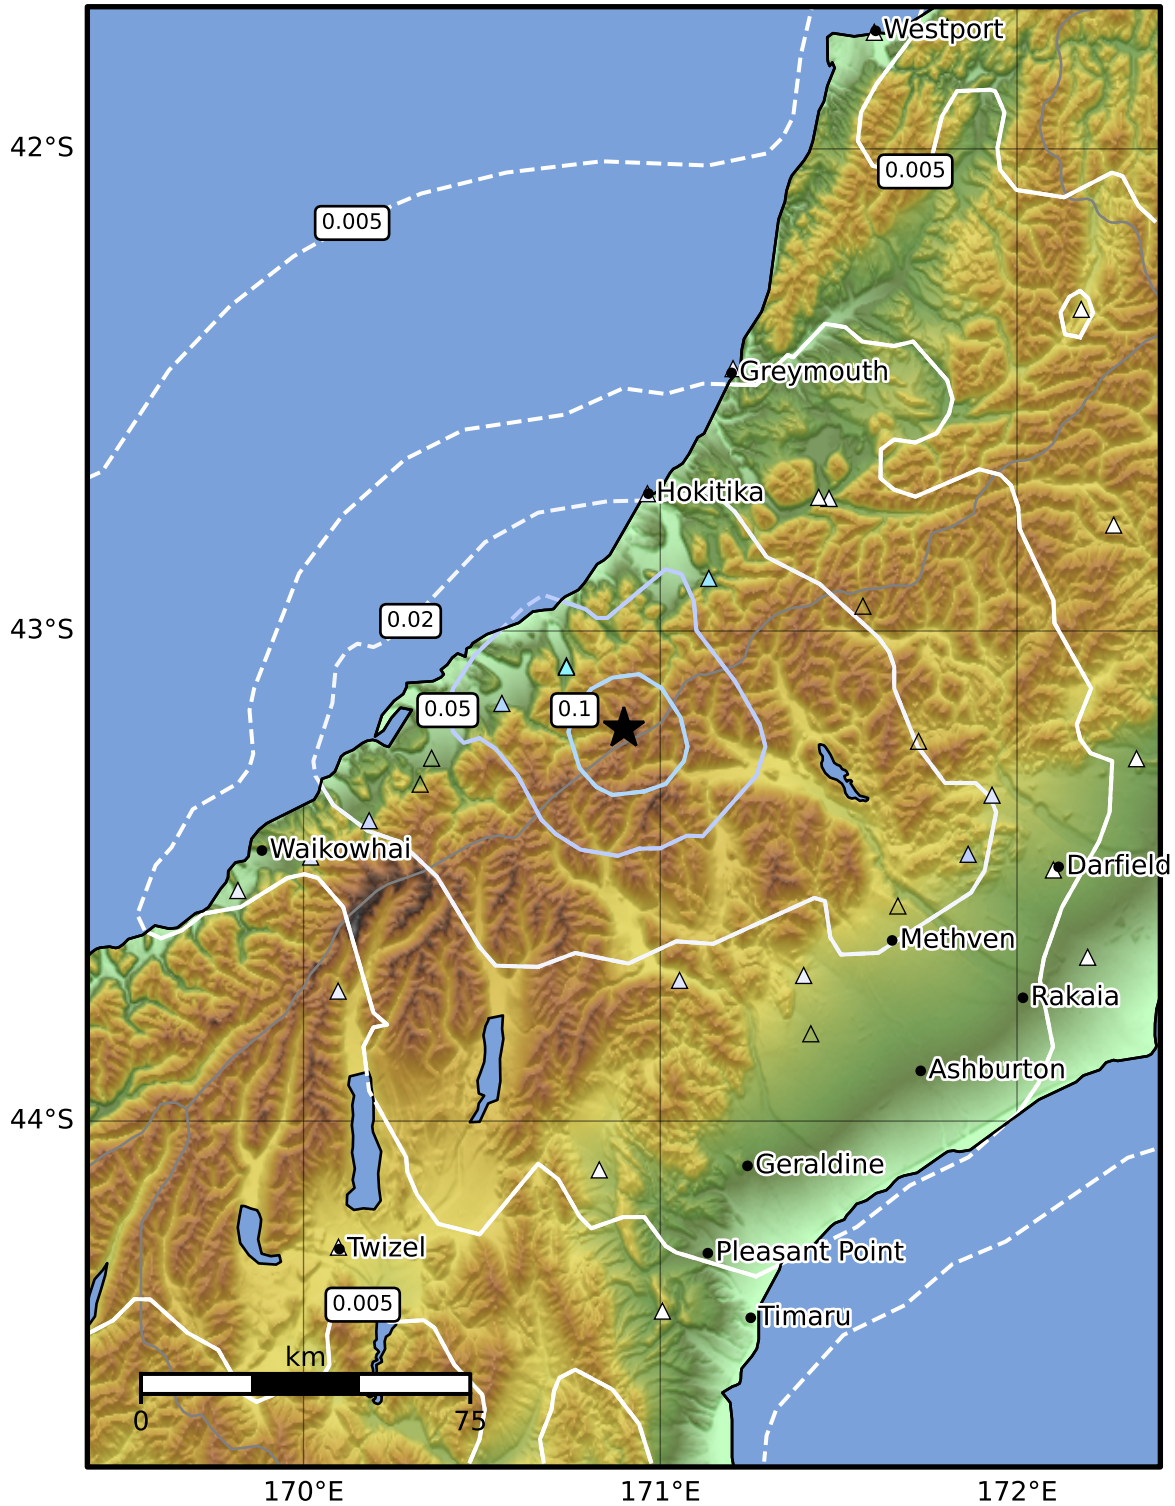 Westport
42°S
0.005
0.005
Greymouth
Hokitika
0.02
43°S
0.05
0.1
Waikowhai
Darfield
Methven
Rakaia
Ashburton
44°S
Geraldine
Twizel
Pleasant Point
0.005
Timaru
km
0
75
170°E
171°E
172°E